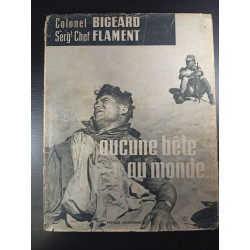 Colonel BIGEARD
Sergt Chef FLAMENT
aucune bête
au monde...